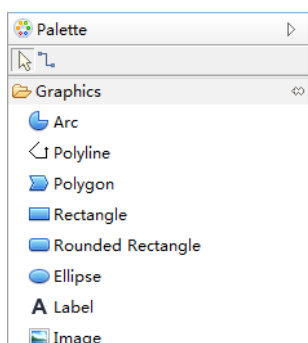 Palette
Graphics
Arc
Polyline
Polygon
Rectangle
Rounded Rectangle
Ellipse
A Label
Image